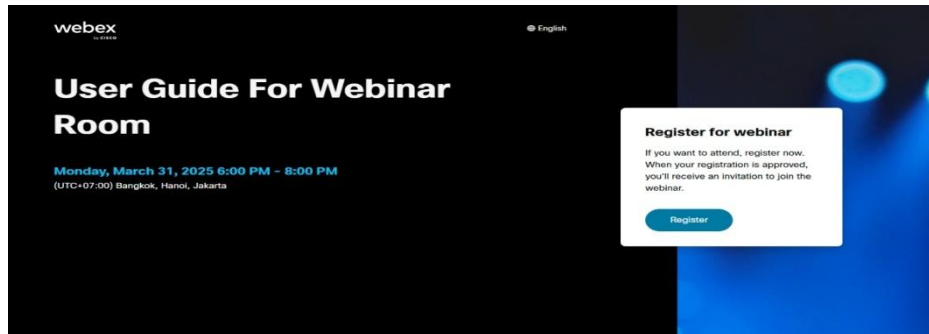 webex
by CISCO
English
User Guide For Webinar
Room
Monday, March 31, 2025 6:00 PM - 8:00 PM
(UTC+07:00) Bangkok, Hanoi, Jakarta
Register for webinar
If you want to attend, register now.
When your registration is approved,
you'll receive an invitation to join the
webinar.
Register